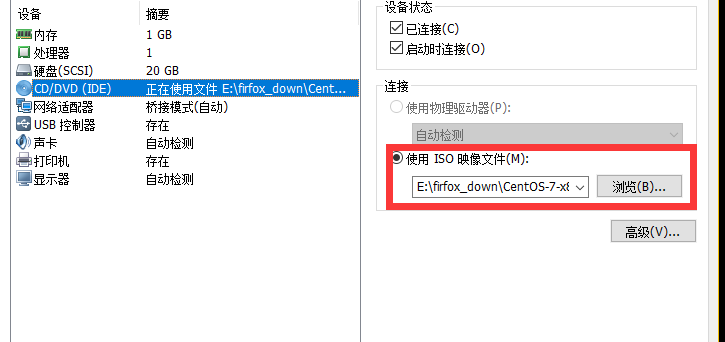 设备 摘要
内存 1 GB
处理器 1
硬盘(SCSI) 20 GB
CD/DVD (IDE) 正在使用文件 E:\firfox_down\Cent...
网络适配器 桥接模式(自动)
USB 控制器 存在
声卡 自动检测
打印机 存在
显示器 自动检测
设备状态
已连接(C)
启动时连接(O)
连接
使用物理驱动器(P):
自动检测
使用 ISO 映像文件(M):
E:\firfox_down\CentOS-7-x8 浏览(B)...
高级(V)...